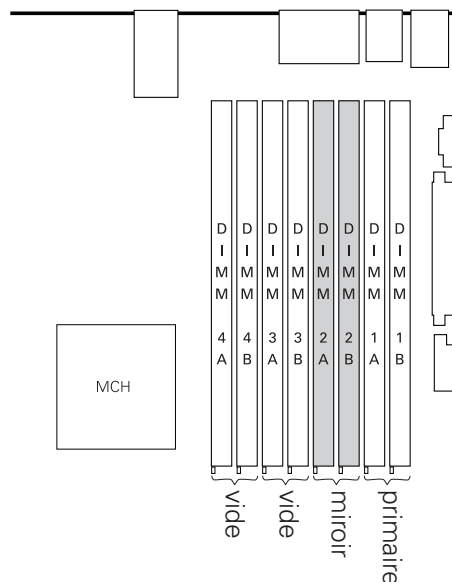 DIMM 4A
DIMM 4B
DIMM 3A
DIMM 3B
DIMM 2A
DIMM 2B
DIMM 1A
DIMM 1B
MCH
vide
vide
miroir
primaire